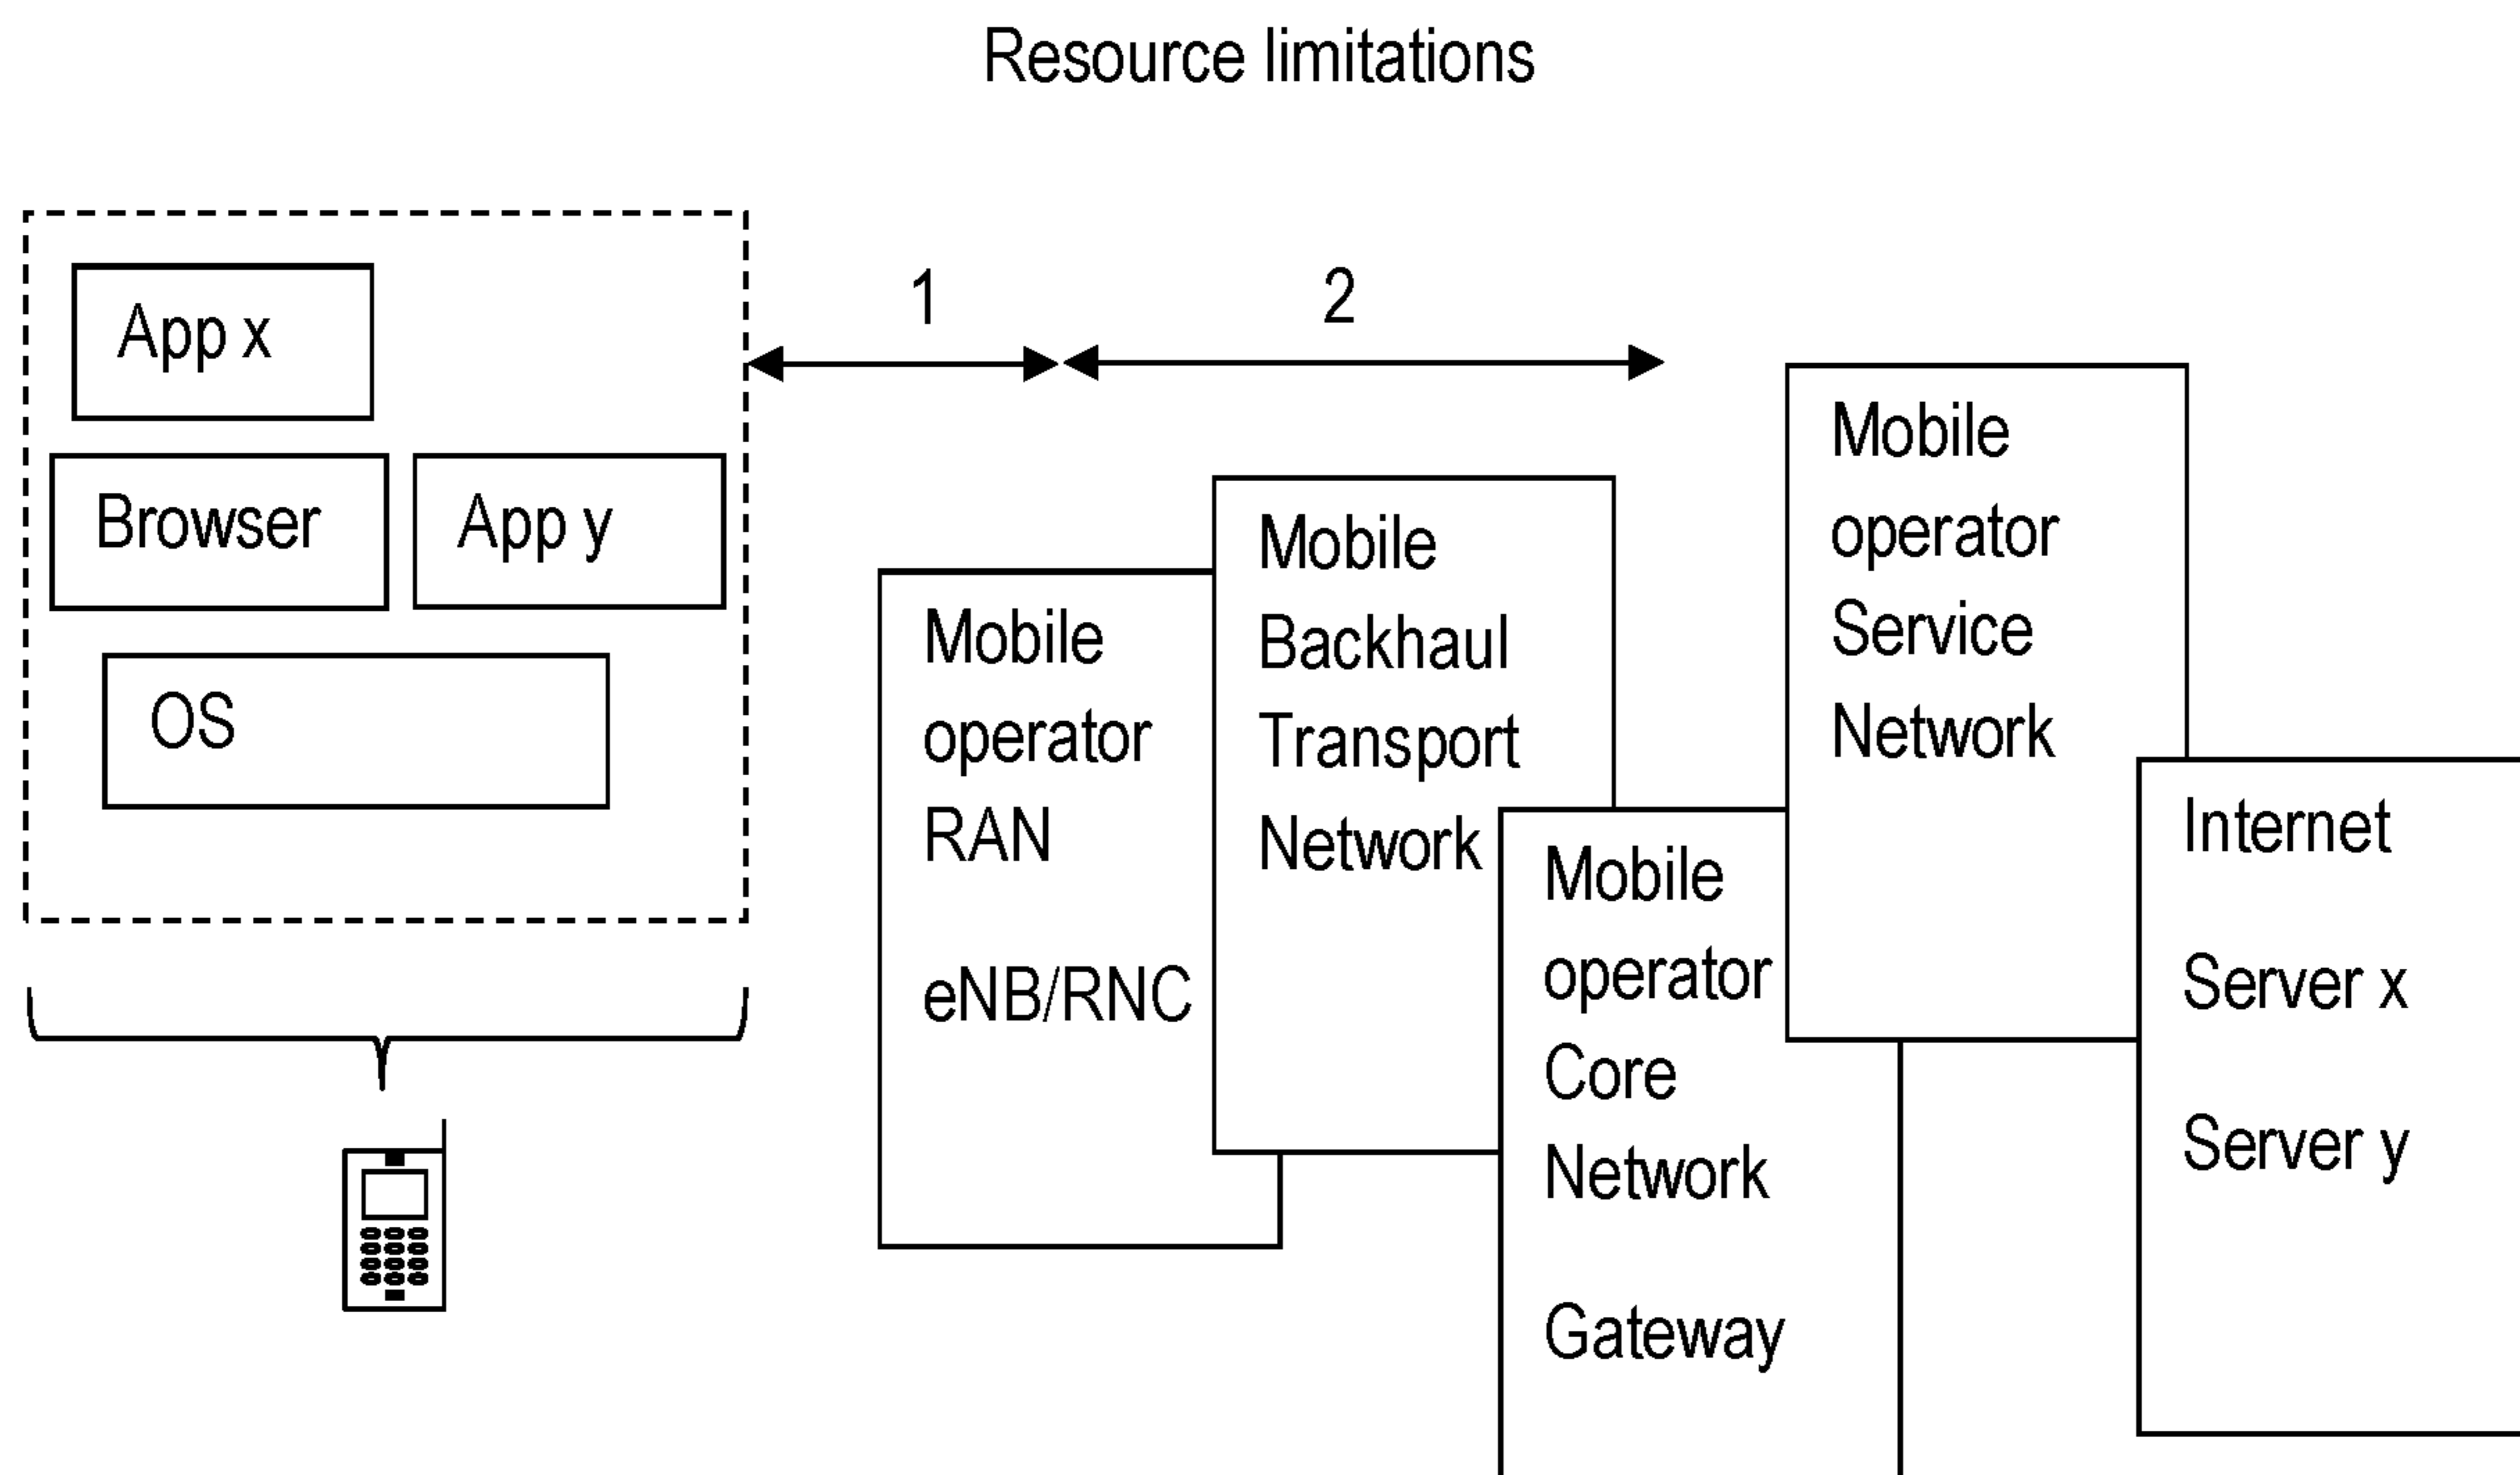 Resource limitations
1
2
App x
Browser
App y
OS
Mobile
operator
RAN
eNB/RNC
Mobile
Backhaul
Transport
Network
Mobile
operator
Core
Network
Gateway
Mobile
operator
Service
Network
Internet
Server x
Server y